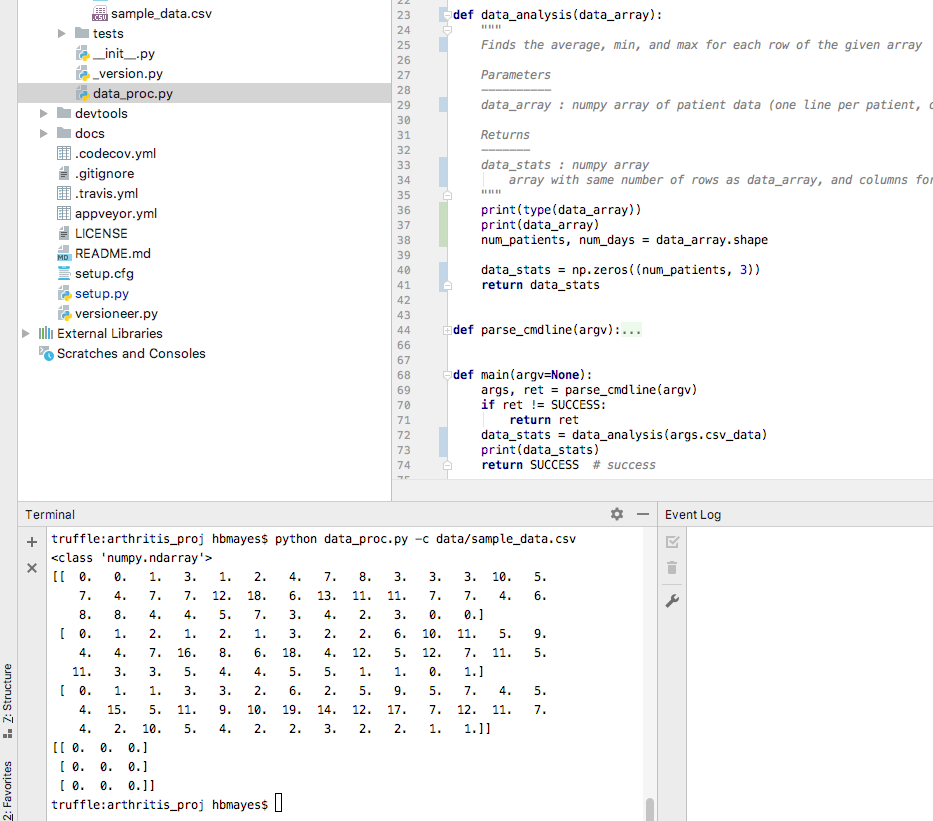 sample_data.csv
tests
__init__.py
_version.py
data_proc.py
devtools
docs
.codecov.yml
.gitignore
.travis.yml
appveyor.yml
LICENSE
README.md
setup.cfg
setup.py
versioneer.py
External Libraries
Scratches and Consoles
22
23 def data_analysis(data_array):
24 """
25 Finds the average, min, and max for each row of the given array
26
27 Parameters
28 ----------
29 data_array : numpy array of patient data (one line per patient,
30
31 Returns
32 -------
33 data_stats : numpy array
34 array with same number of rows as data_array, and columns for
35 """
36 print(type(data_array))
37 print(data_array)
38 num_patients, num_days = data_array.shape
39
40 data_stats = np.zeros((num_patients, 3))
41 return data_stats
42
43
44 def parse_cmdline(argv):...
66
67
68 def main(argv=None):
69 args, ret = parse_cmdline(argv)
70 if ret != SUCCESS:
71 return ret
72 data_stats = data_analysis(args.csv_data)
73 print(data_stats)
74 return SUCCESS # success
Terminal
truffle:arthritis_proj hbmayes$ python data_proc.py -c data/sample_data.csv
<class 'numpy.ndarray'>
[[ 0. 0. 1. 3. 1. 2. 4. 7. 8. 3. 3. 3. 10. 5.
7. 4. 7. 7. 12. 18. 6. 13. 11. 11. 7. 7. 4. 6.
8. 8. 4. 4. 5. 7. 3. 4. 2. 3. 0. 0.]
[ 0. 1. 2. 1. 2. 1. 3. 2. 2. 6. 10. 11. 5. 9.
4. 4. 7. 16. 8. 6. 18. 4. 12. 5. 12. 7. 11. 5.
11. 3. 3. 5. 4. 4. 5. 5. 1. 1. 0. 1.]
[ 0. 1. 1. 3. 3. 2. 6. 2. 5. 9. 5. 7. 4. 5.
4. 15. 5. 11. 9. 10. 19. 14. 12. 17. 7. 12. 11. 7.
4. 2. 10. 5. 4. 2. 2. 3. 2. 2. 1. 1.]]
[[ 0. 0. 0.]
[ 0. 0. 0.]
[ 0. 0. 0.]]
truffle:arthritis_proj hbmayes$
Event Log
7: Structure
2: Favorites